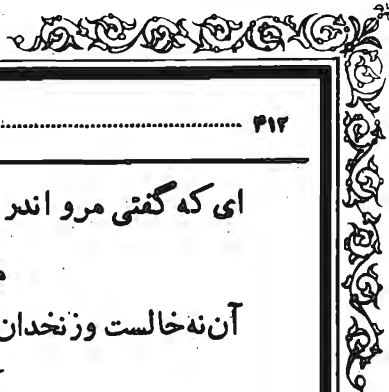 ۴۱۲
ای که گفتی مرو اندر
آن‌نه‌خالست وزنخدان